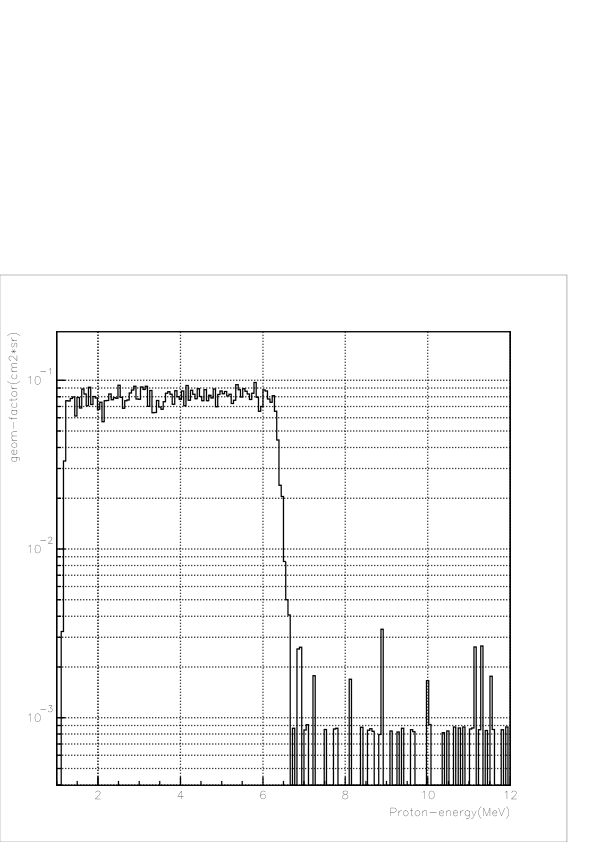 geom-factor(cm2*sr)
10⁻¹
10⁻²
10⁻³
2 4 6 8 10 12
Proton-energy(MeV)